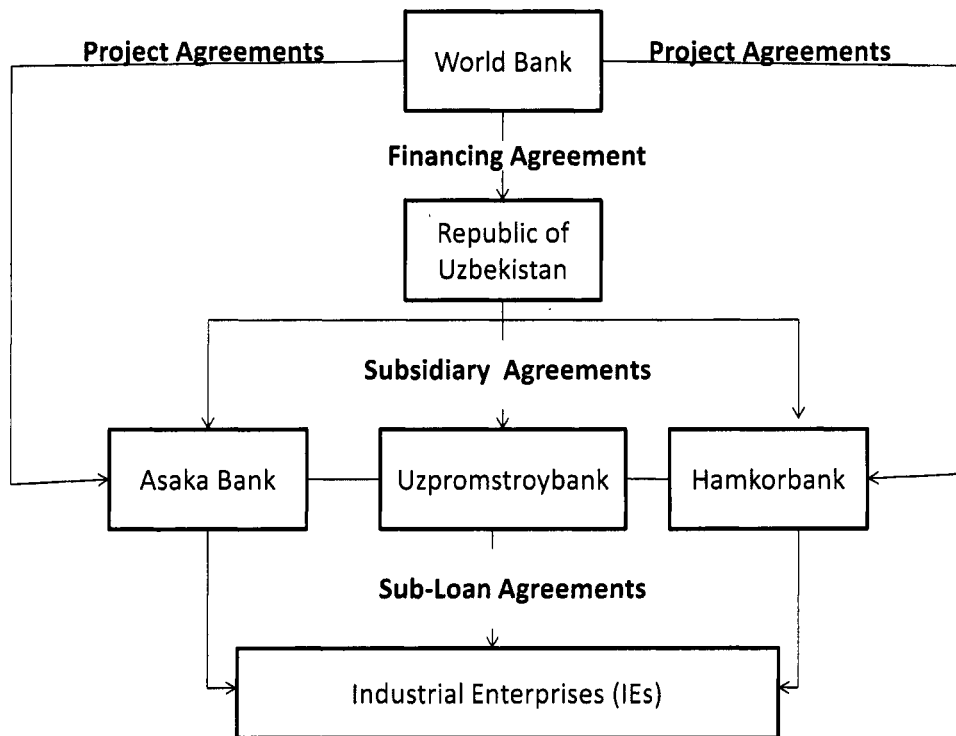 Project Agreements
World Bank
Project Agreements
Financing Agreement
Republic of
Uzbekistan
Subsidiary Agreements
Asaka Bank
Uzpromstroybank
Hamkorbank
Sub-Loan Agreements
Industrial Enterprises (IEs)